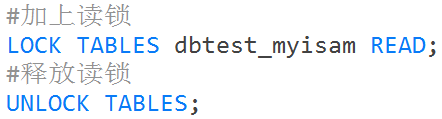 #加上读锁
LOCK TABLES dbtest_myisam READ;
#释放读锁
UNLOCK TABLES;